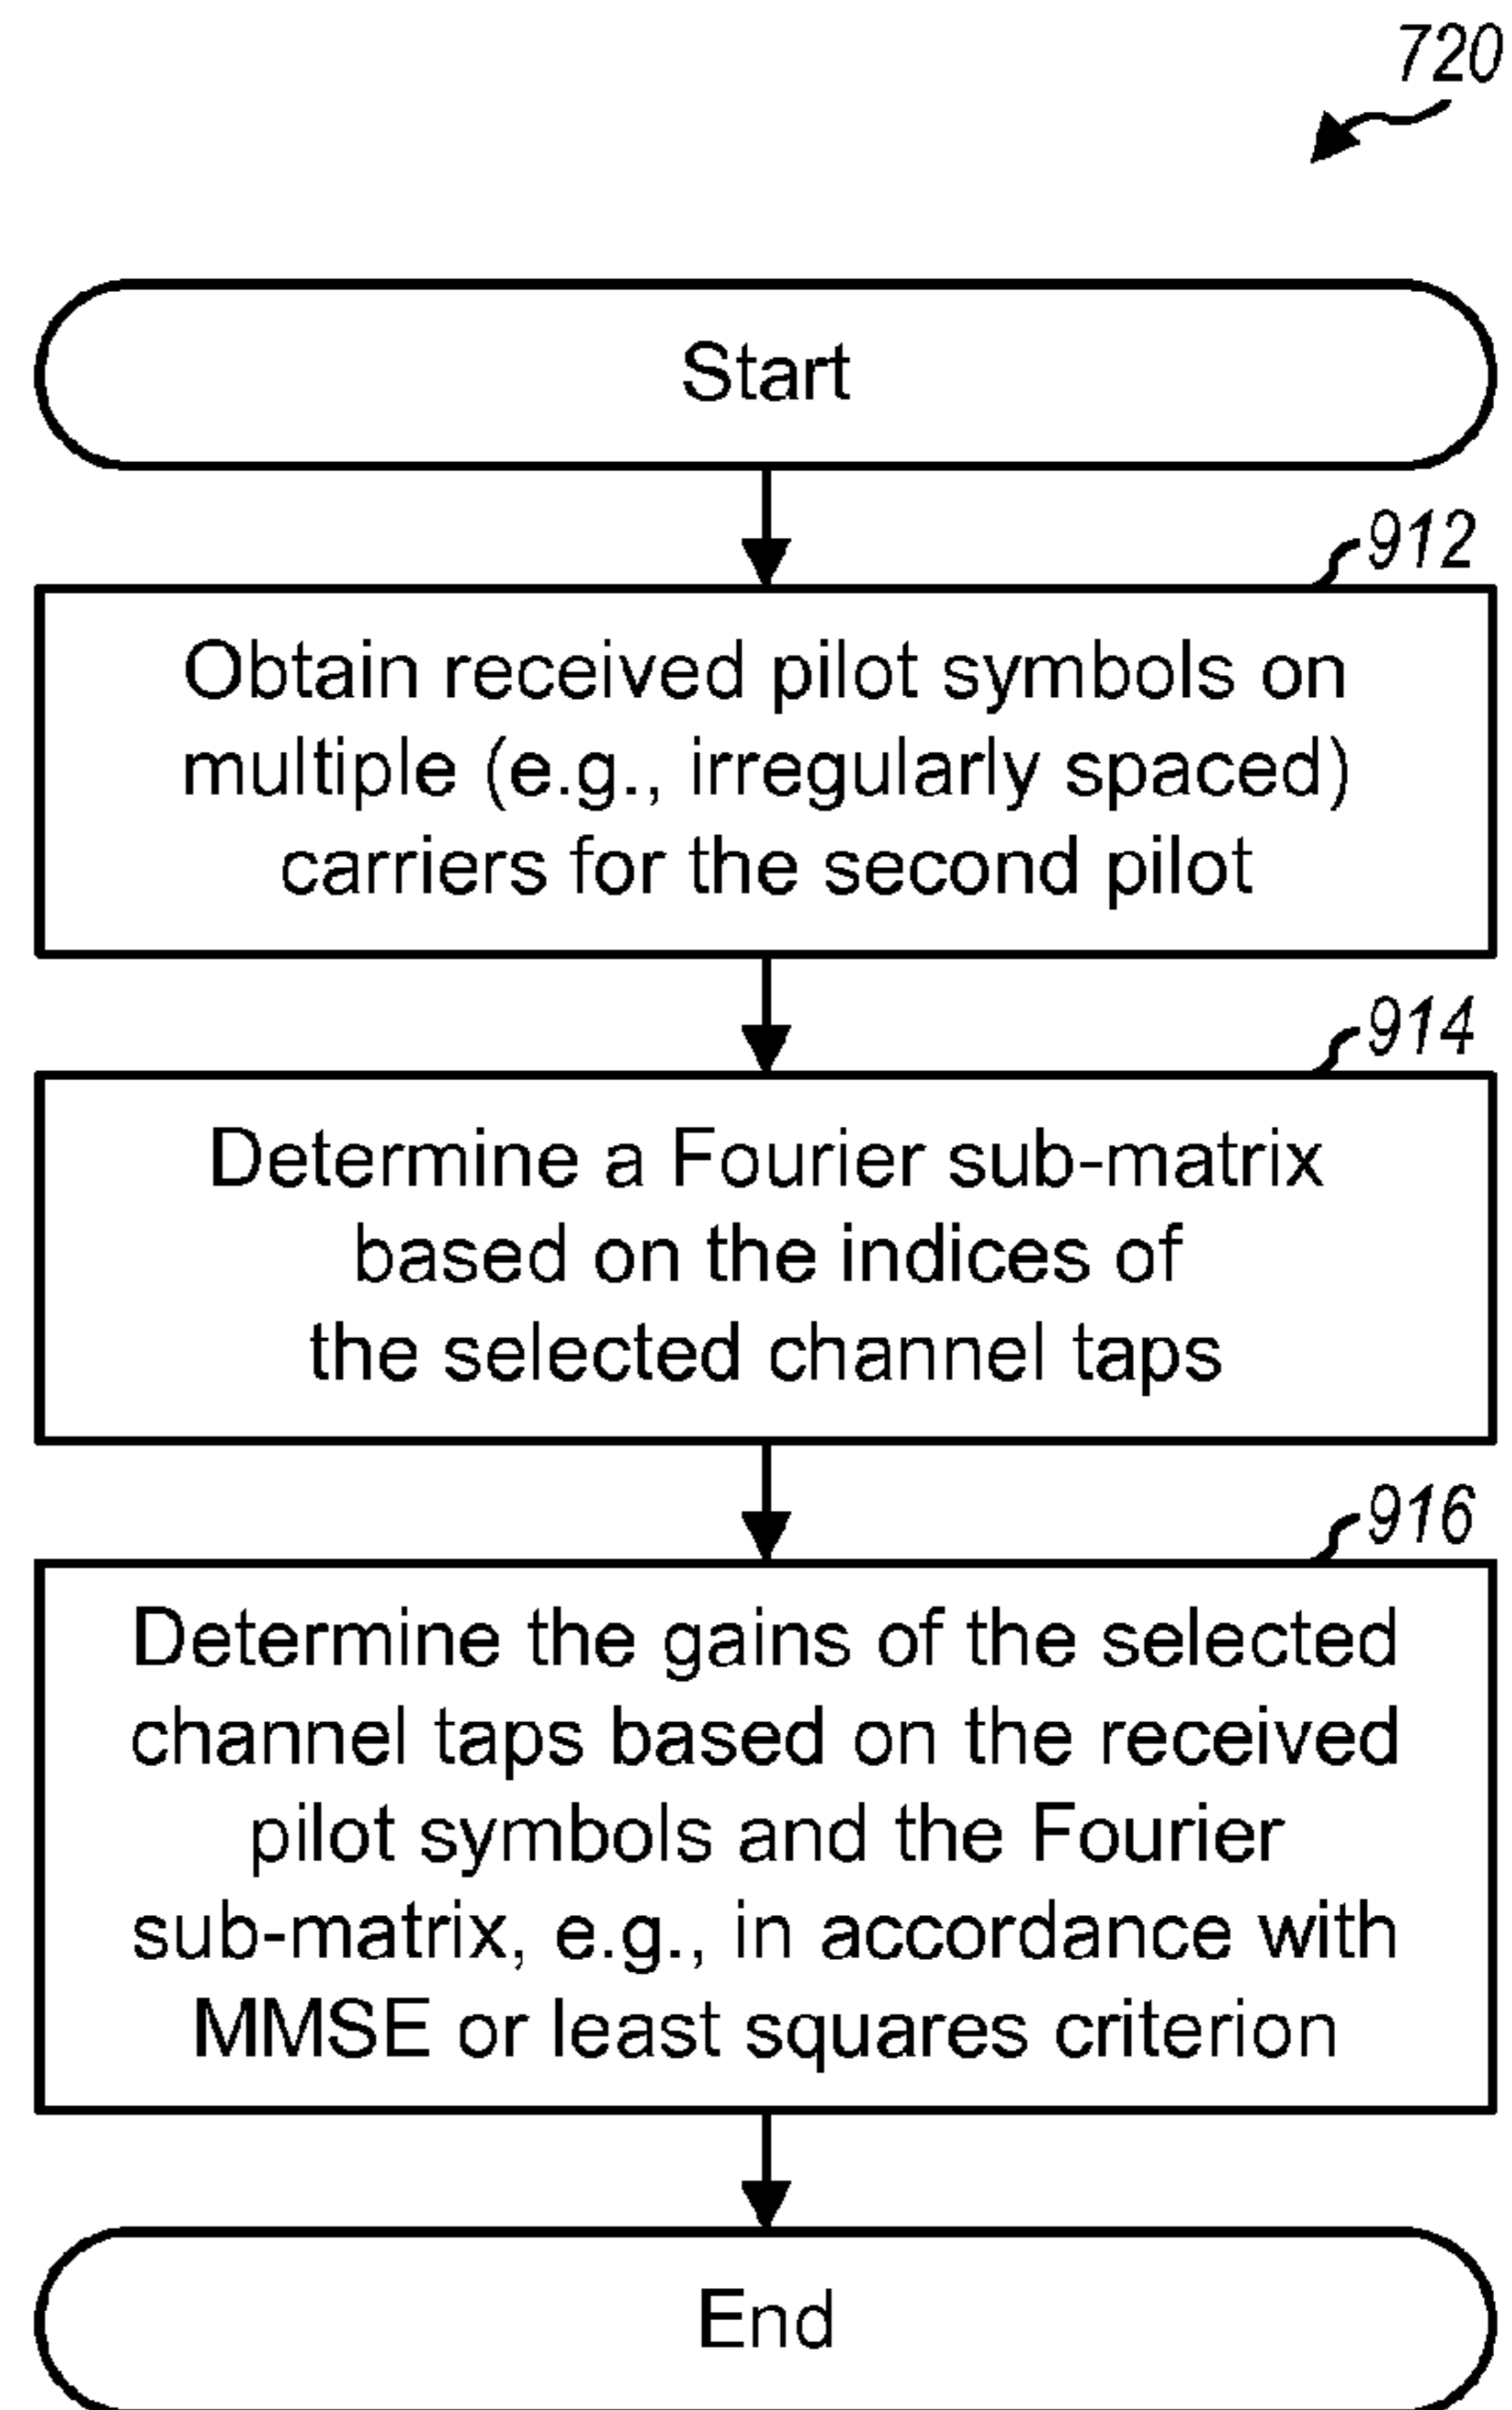 720
Start
912
Obtain received pilot symbols on
multiple (e.g., irregularly spaced)
carriers for the second pilot
914
Determine a Fourier sub-matrix
based on the indices of
the selected channel taps
916
Determine the gains of the selected
channel taps based on the received
pilot symbols and the Fourier
sub-matrix, e.g., in accordance with
MMSE or least squares criterion
End